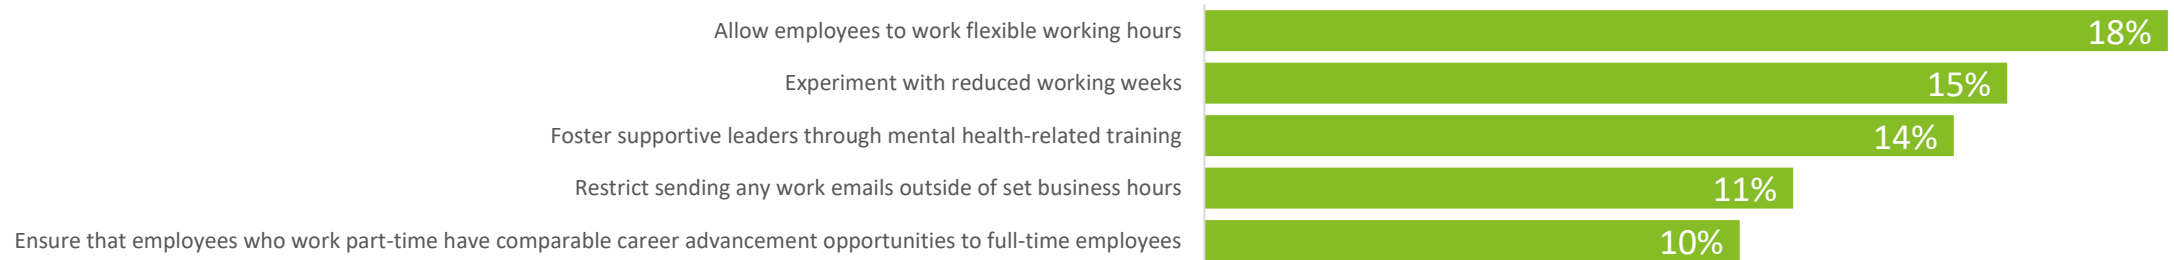 Allow employees to work flexible working hours 18%
Experiment with reduced working weeks 15%
Foster supportive leaders through mental health-related training 14%
Restrict sending any work emails outside of set business hours 11%
Ensure that employees who work part-time have comparable career advancement opportunities to full-time employees 10%